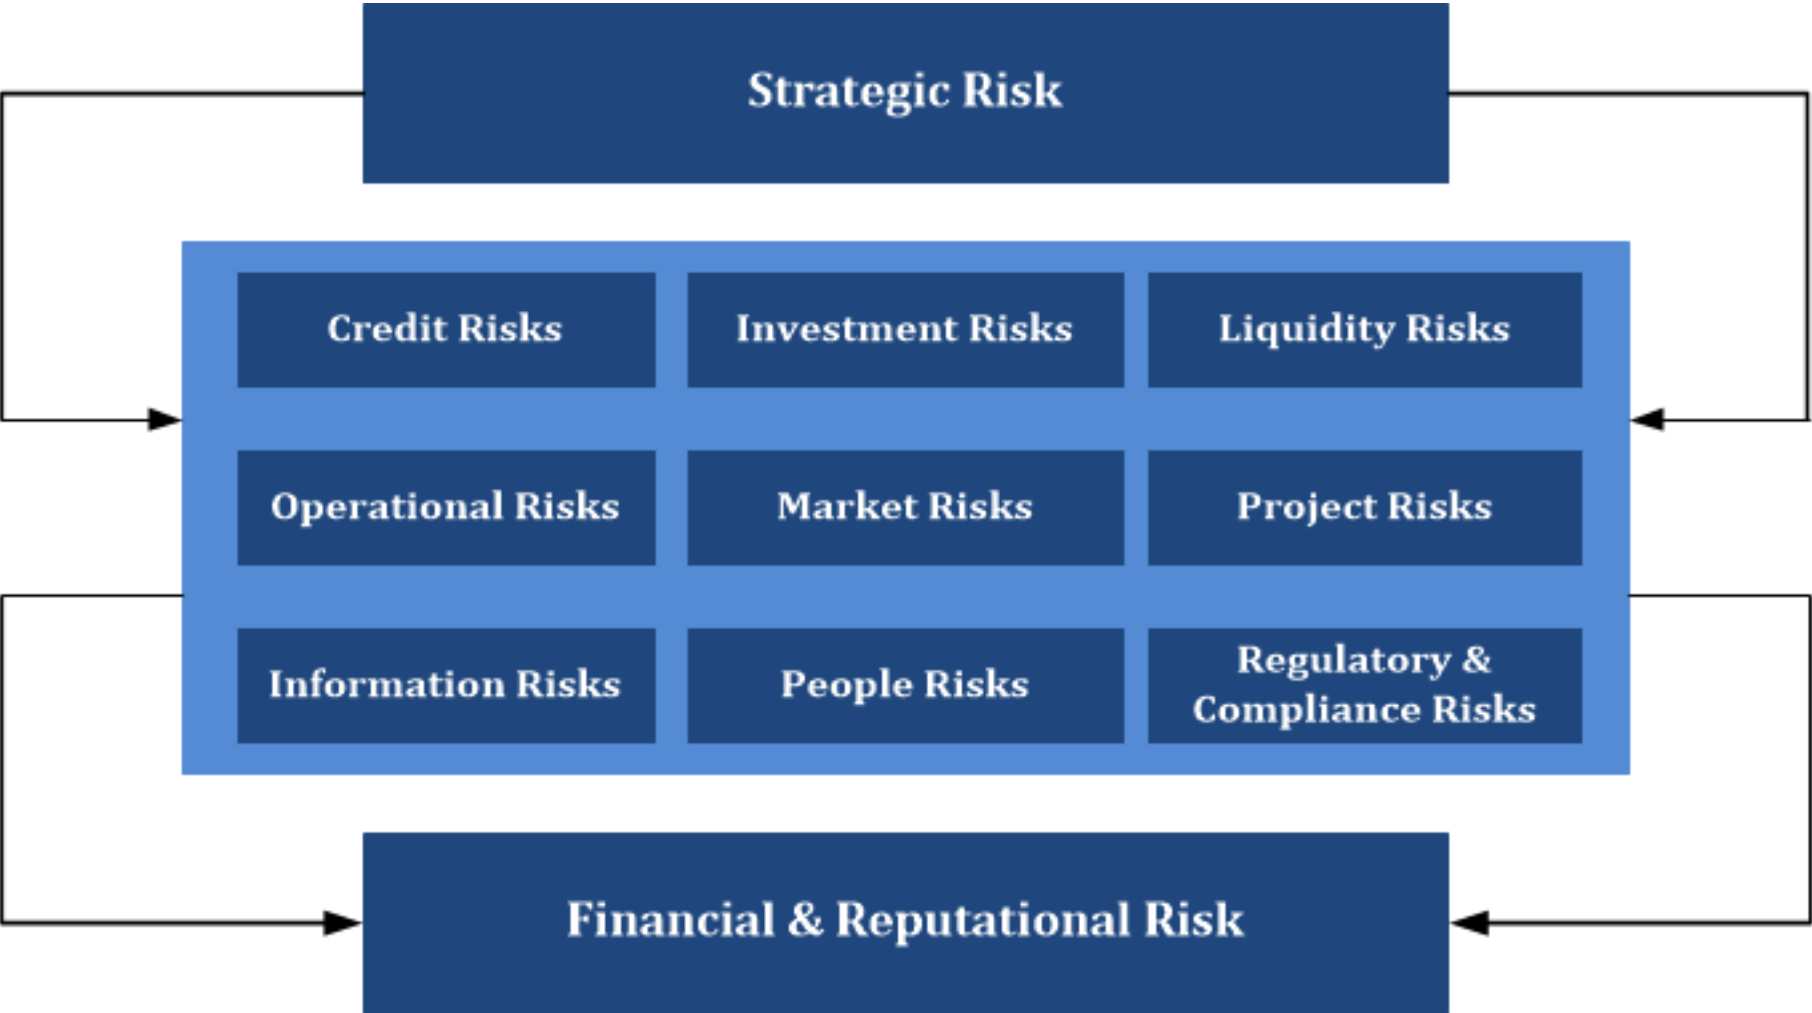 Strategic Risk
Credit Risks
Investment Risks
Liquidity Risks
Operational Risks
Market Risks
Project Risks
Information Risks
People Risks
Regulatory &
Compliance Risks
Financial & Reputational Risk